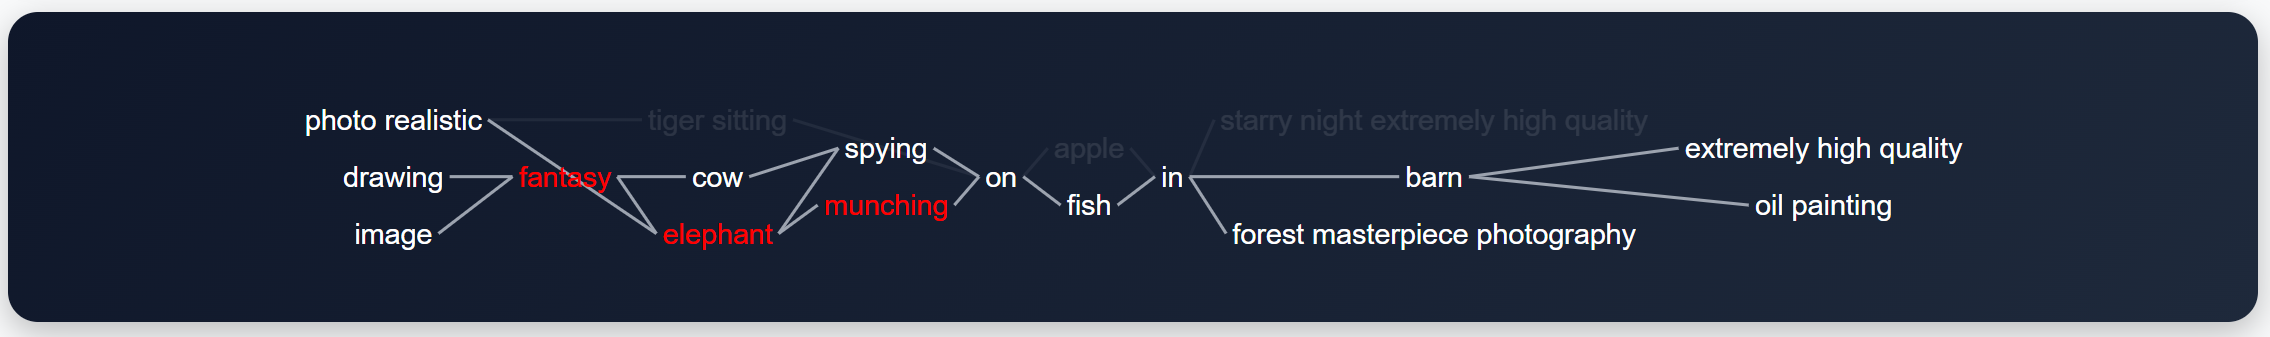 photo realistic
tiger sitting
starry night extremely high quality
spying
apple
extremely high quality
drawing
fantasy
cow
on
in
barn
munching
fish
oil painting
image
elephant
forest masterpiece photography